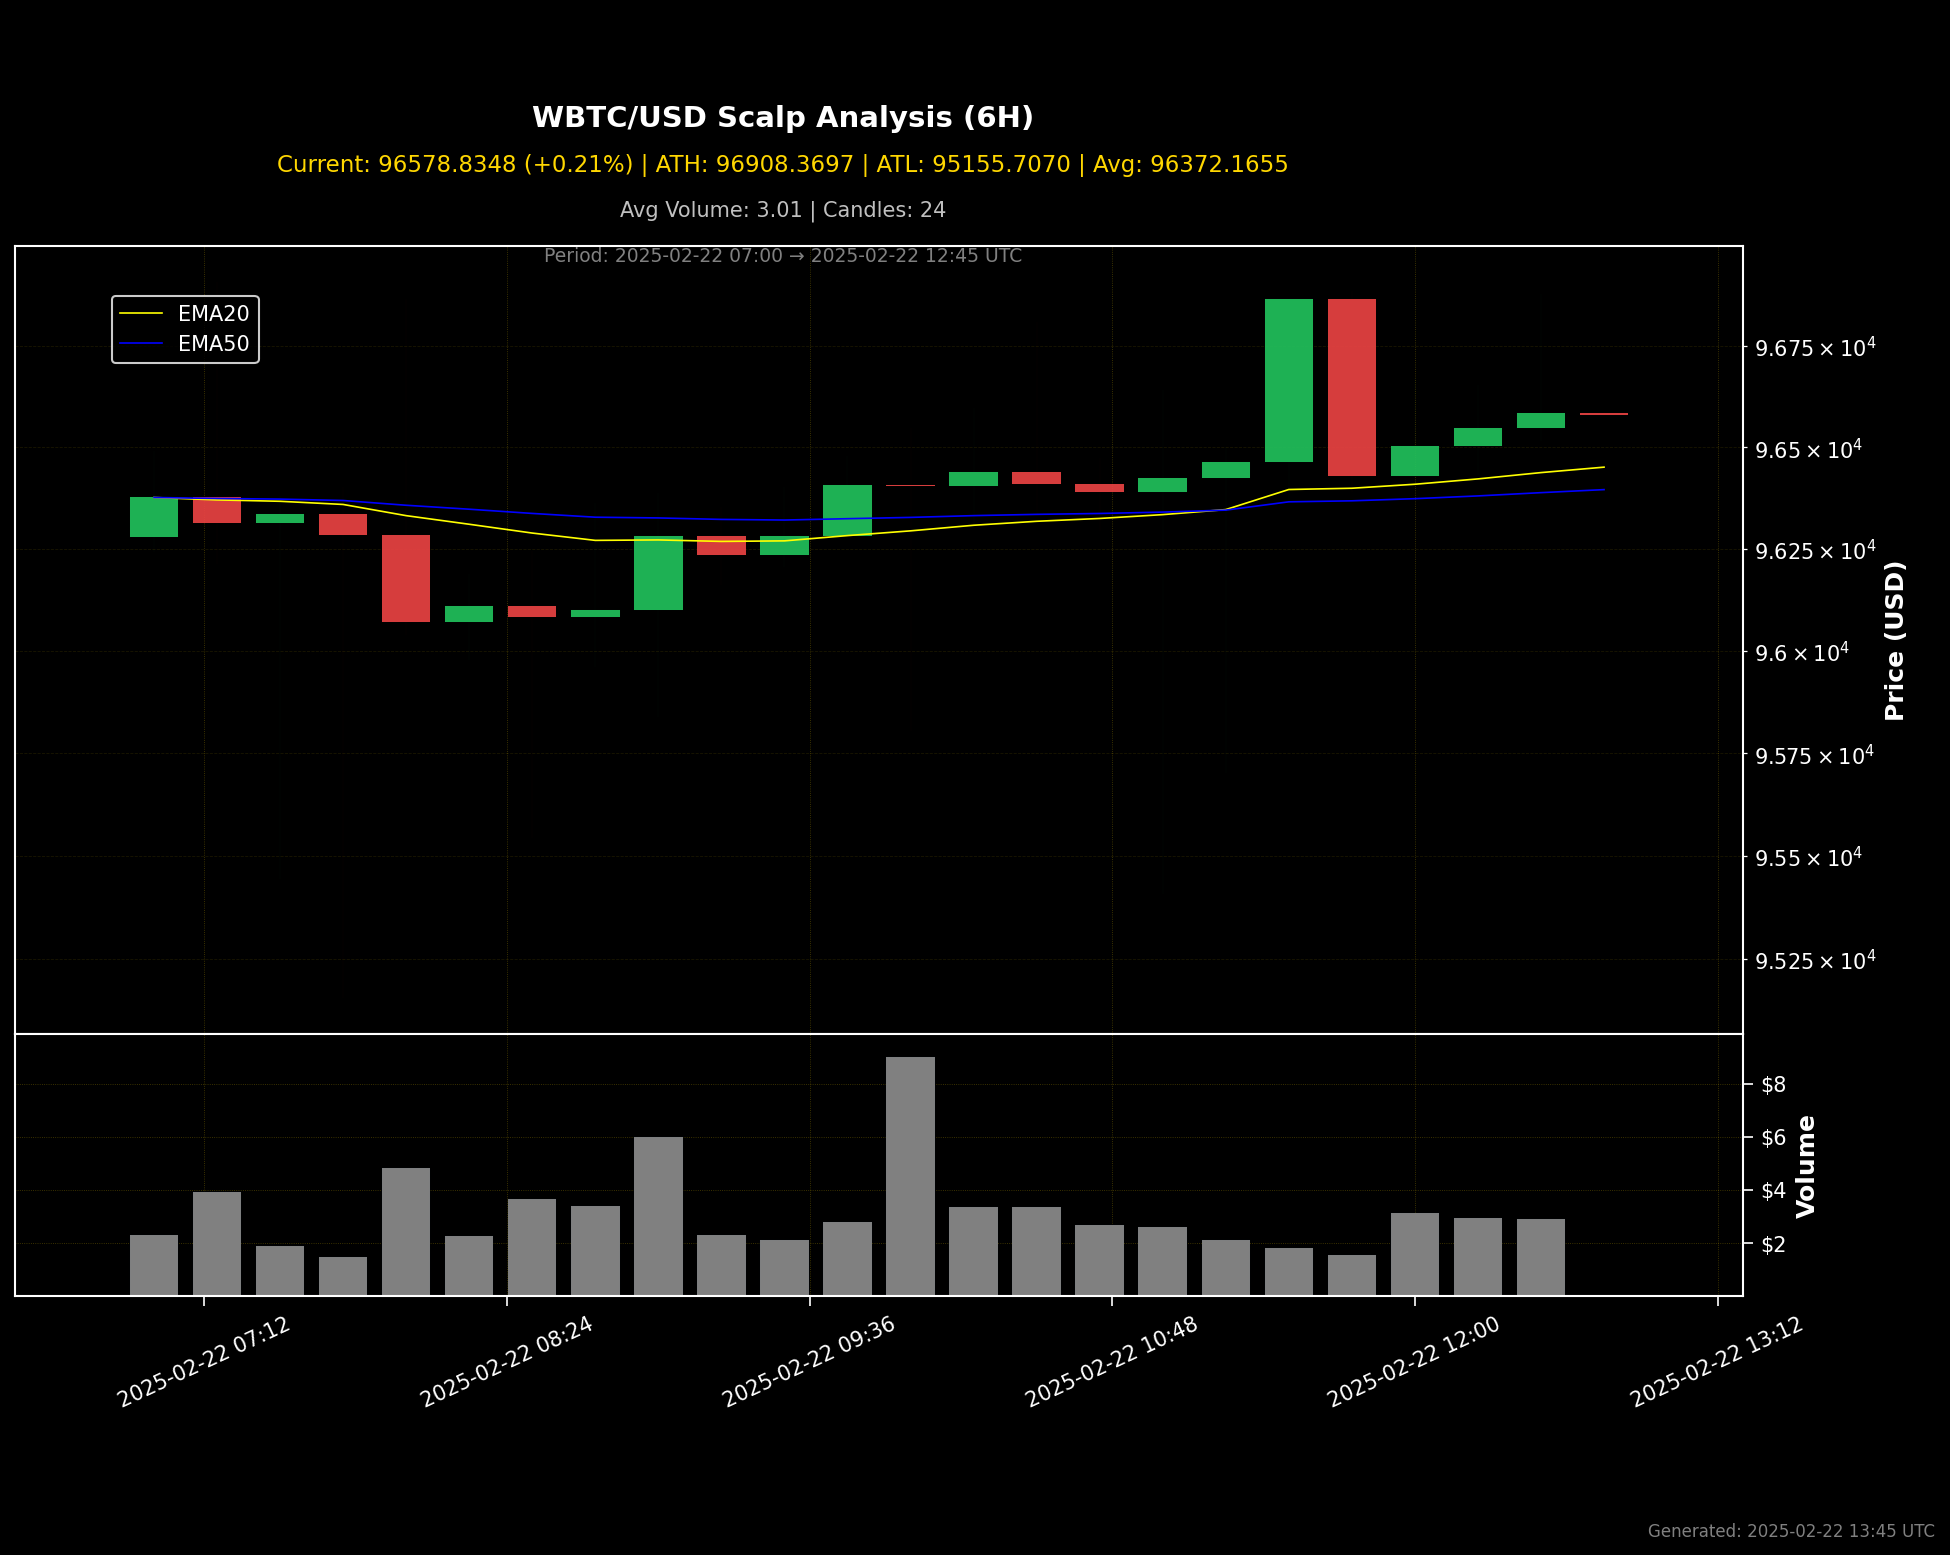 WBTC/USD Scalp Analysis (6H)
Current: 96578.8348 (+0.21%) | ATH: 96908.3697 | ATL: 95155.7070 | Avg: 96372.1655
Avg Volume: 3.01 | Candles: 24
Period: 2025-02-22 07:00 → 2025-02-22 12:45 UTC
EMA20
EMA50
9.675 × 10⁴
9.65 × 10⁴
9.625 × 10⁴
9.6 × 10⁴
9.575 × 10⁴
9.55 × 10⁴
9.525 × 10⁴
Price (USD)
$8
$6
$4
$2
Volume
2025-02-22 07:12
2025-02-22 08:24
2025-02-22 09:36
2025-02-22 10:48
2025-02-22 12:00
2025-02-22 13:12
Generated: 2025-02-22 13:45 UTC